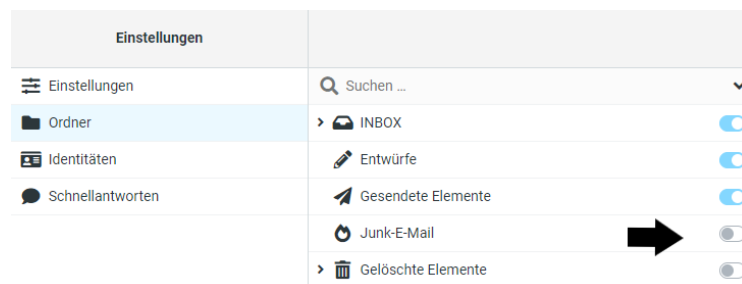 Einstellungen
Einstellungen
Suchen ...
Ordner
INBOX
Identitäten
Entwürfe
Schnellantworten
Gesendete Elemente
Junk-E-Mail
Gelöschte Elemente